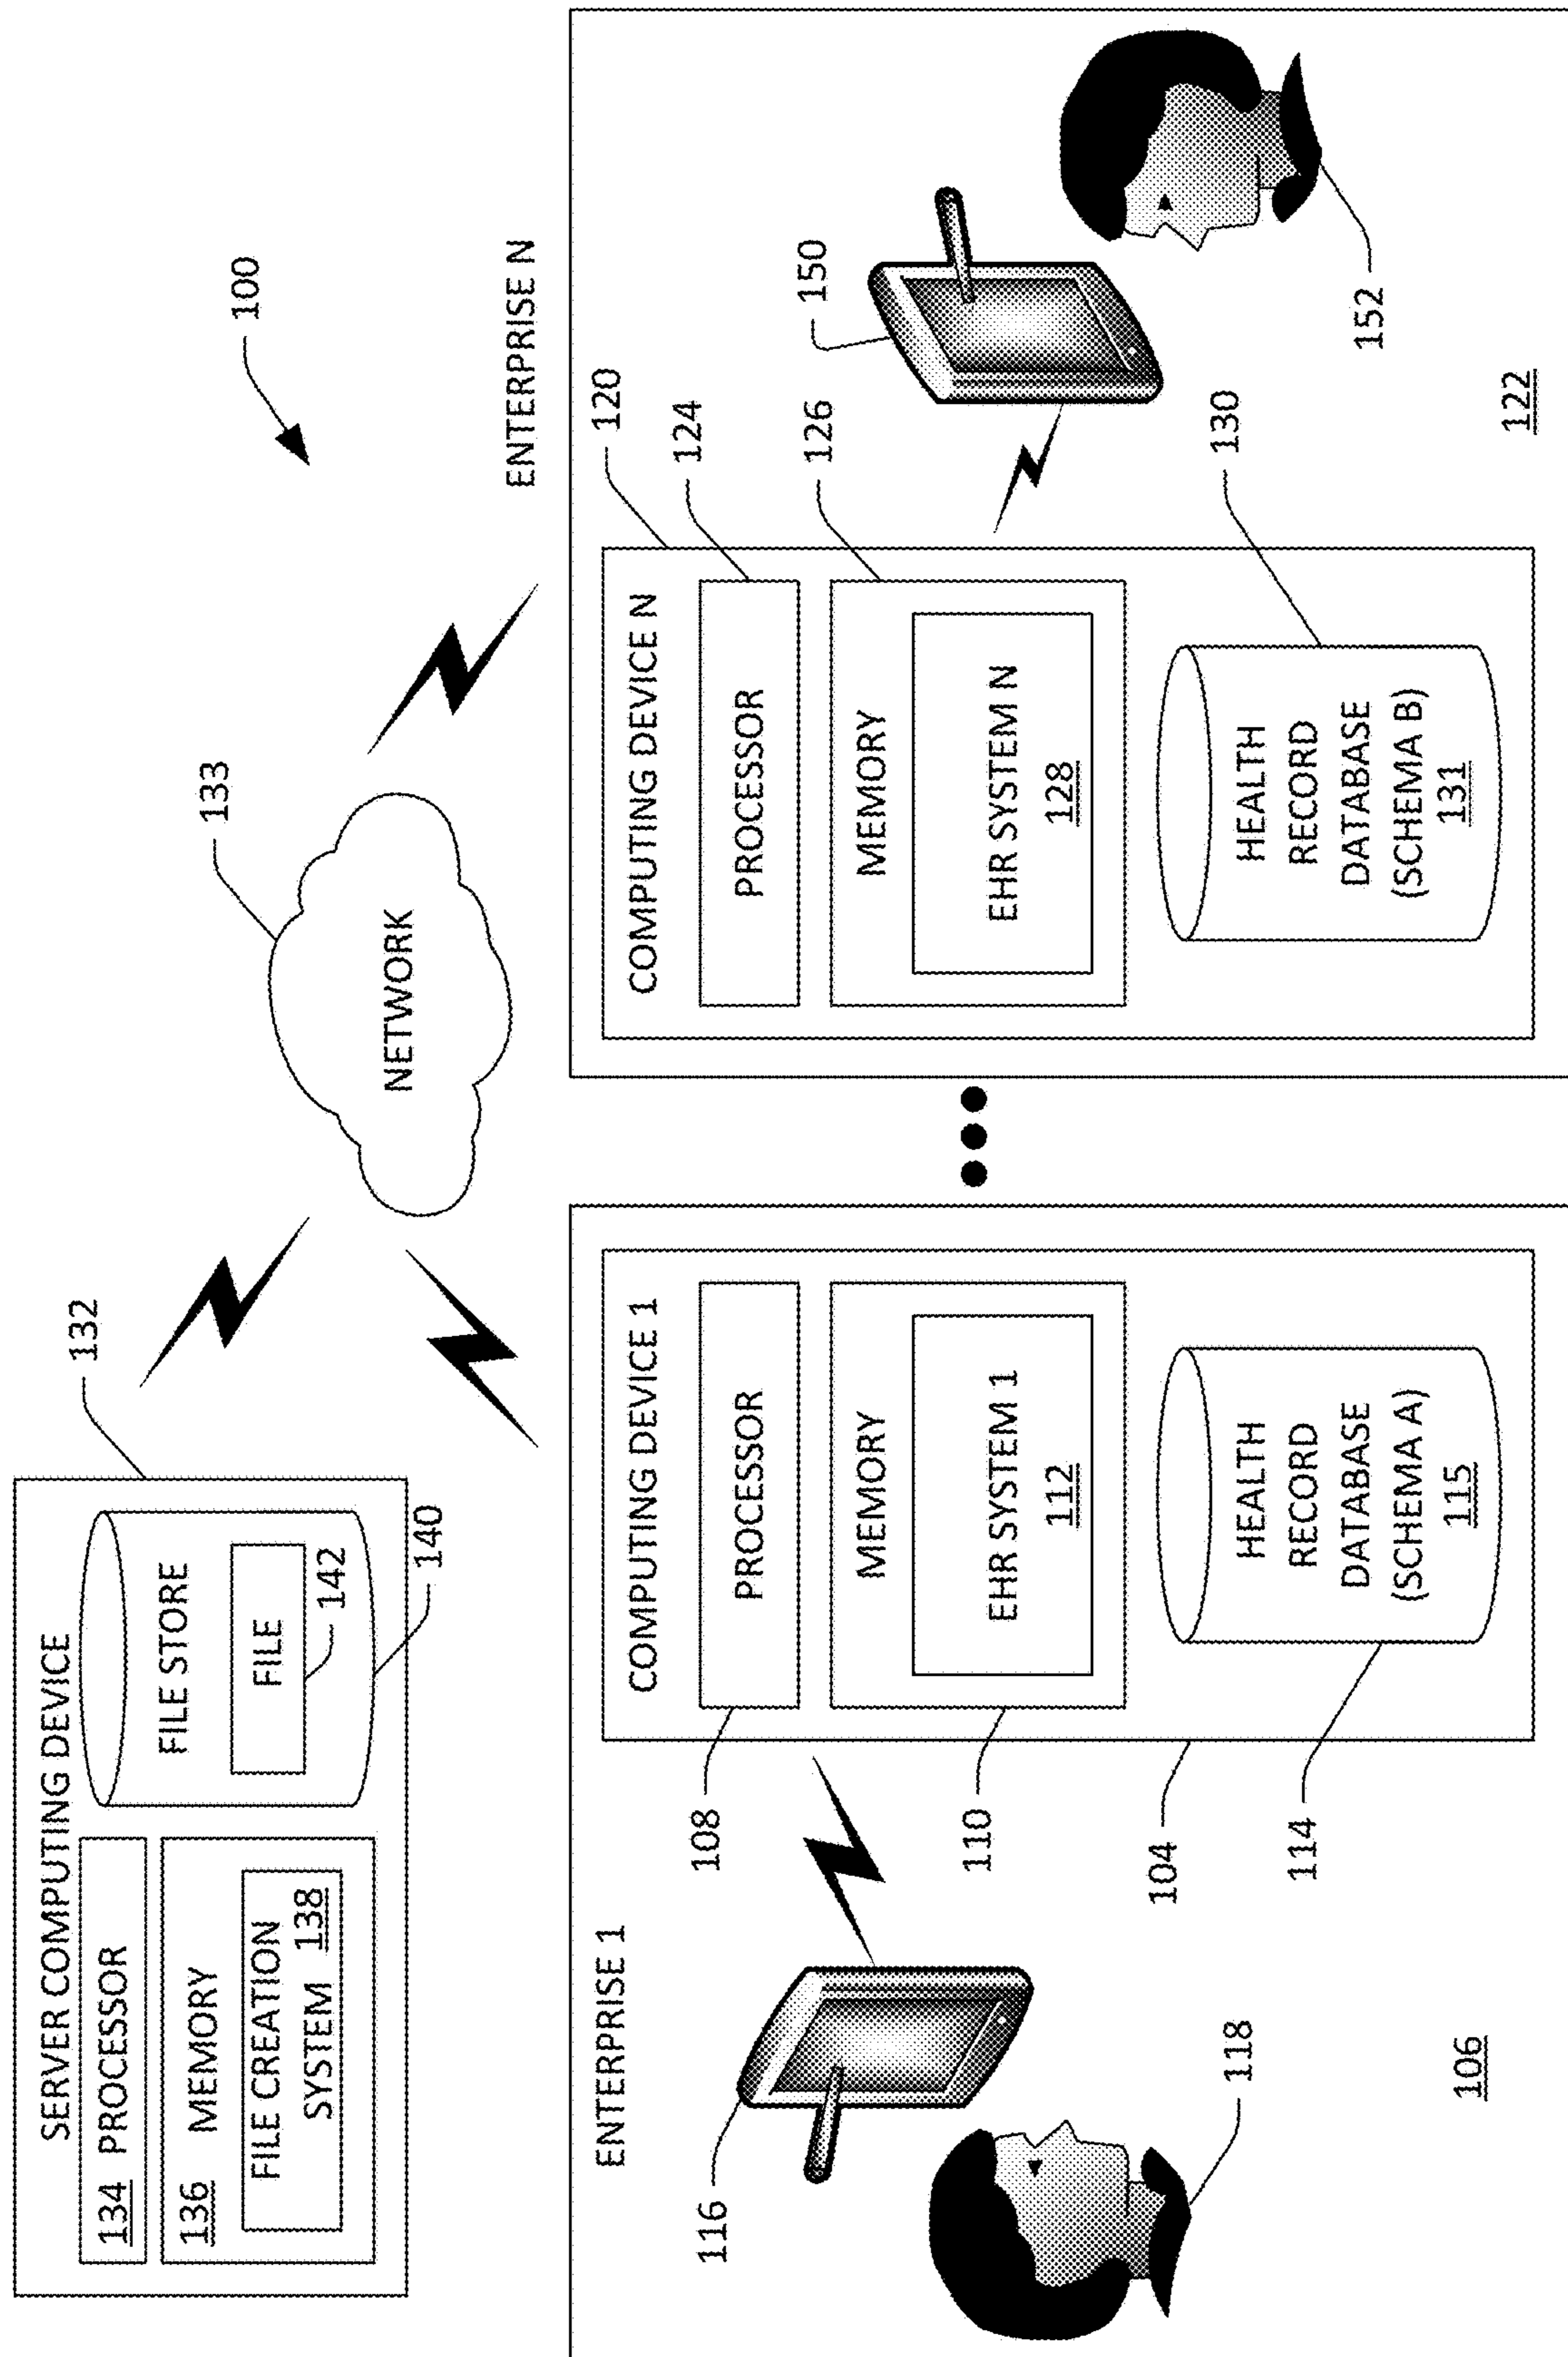 100
SERVER COMPUTING DEVICE
134 PROCESSOR
136 MEMORY
FILE CREATION
SYSTEM 138
FILE STORE
FILE
142
140
132
133
NETWORK
ENTERPRISE 1
116
118
106
COMPUTING DEVICE 1
PROCESSOR
108
MEMORY
110
EHR SYSTEM 1
112
104
HEALTH
RECORD
DATABASE
(SCHEMA A)
115
114
ENTERPRISE N
120
COMPUTING DEVICE N
PROCESSOR
124
MEMORY
126
EHR SYSTEM N
128
HEALTH
RECORD
DATABASE
(SCHEMA B)
131
130
150
152
122